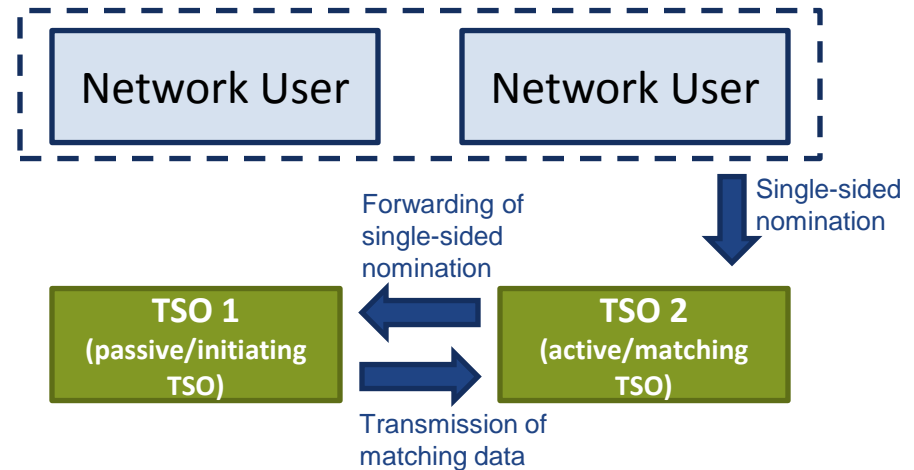 Network User
Network User
Single-sided
nomination
Forwarding of
single-sided
nomination
TSO 1
(passive/initiating
TSO)
TSO 2
(active/matching
TSO)
Transmission of
matching data